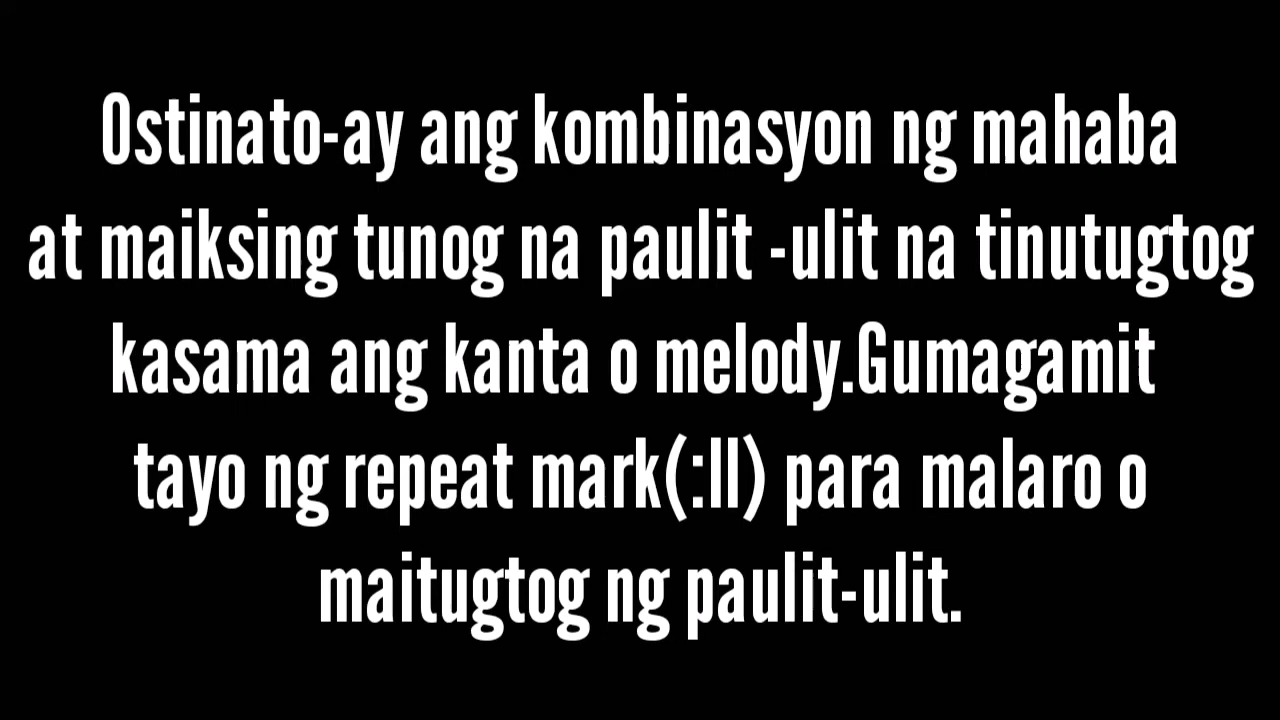 Ostinato-ay ang kombinasyon ng mahaba
at maiksing tunog na paulit -ulit na tinutugtog
kasama ang kanta o melody.Gumagamit
tayo ng repeat mark(:ll) para malaro o
maitugtog ng paulit-ulit.